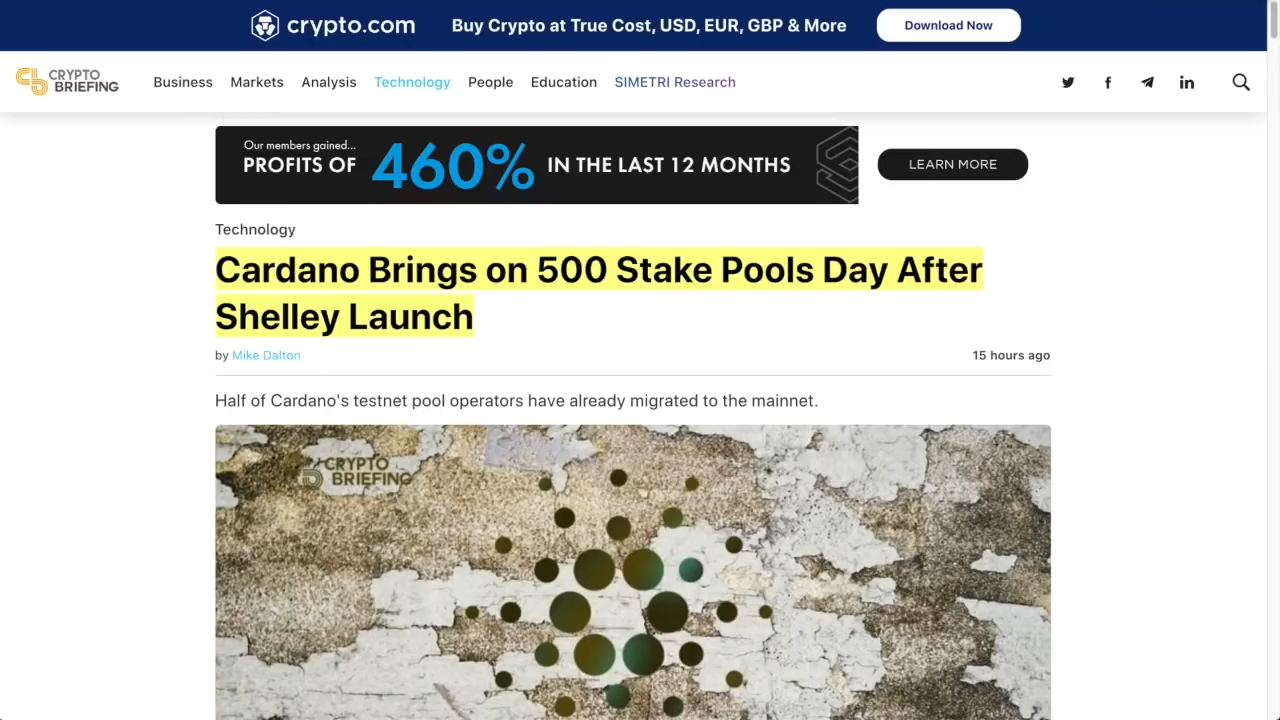 crypto.com
Buy Crypto at True Cost, USD, EUR, GBP & More
Download Now
CRYPTO
BRIEFING
Business Markets Analysis Technology People Education SIMETRI Research
Our members gained...
PROFITS OF 460% IN THE LAST 12 MONTHS
LEARN MORE
Technology
Cardano Brings on 500 Stake Pools Day After
Shelley Launch
by Mike Dalton
15 hours ago
Half of Cardano's testnet pool operators have already migrated to the mainnet.
CRYPTO
BRIEFING